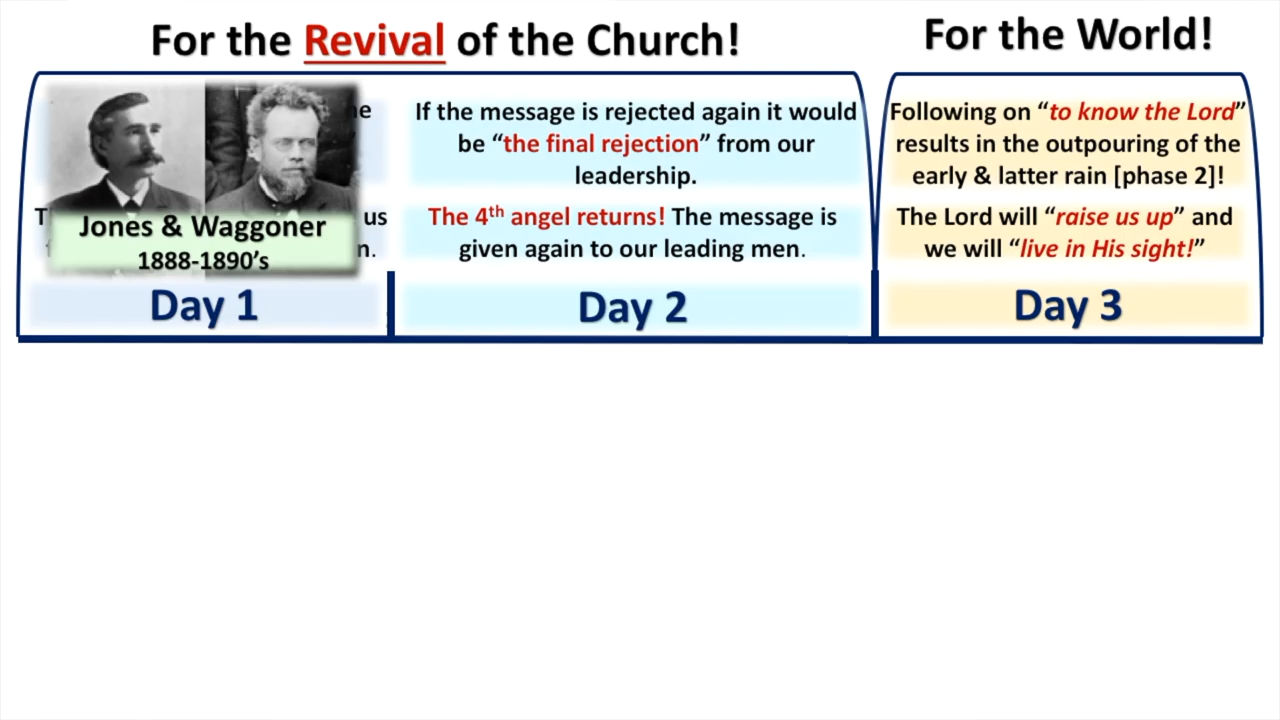 For the Revival of the Church!
For the World!
e
T us
n.
Jones & Waggoner
1888-1890’s
Day 1
If the message is rejected again it would
be “the final rejection” from our
leadership.
The 4th angel returns! The message is
given again to our leading men.
Day 2
Following on “to know the Lord”
results in the outpouring of the
early & latter rain [phase 2]!
The Lord will “raise us up” and
we will “live in His sight!”
Day 3